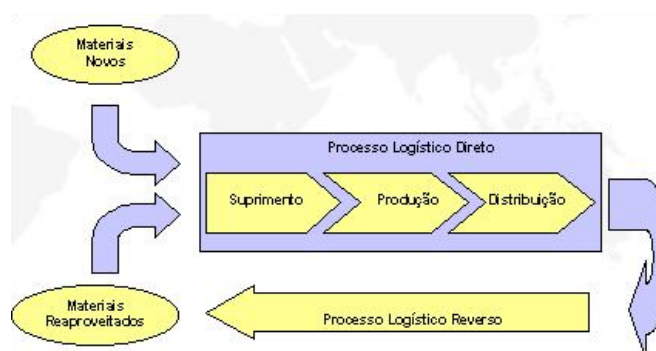 Materiais
Novos
Processo Logístico Direto
Suprimento
Produção
Distribuição
Materiais
Reaproveitados
Processo Logístico Reverso